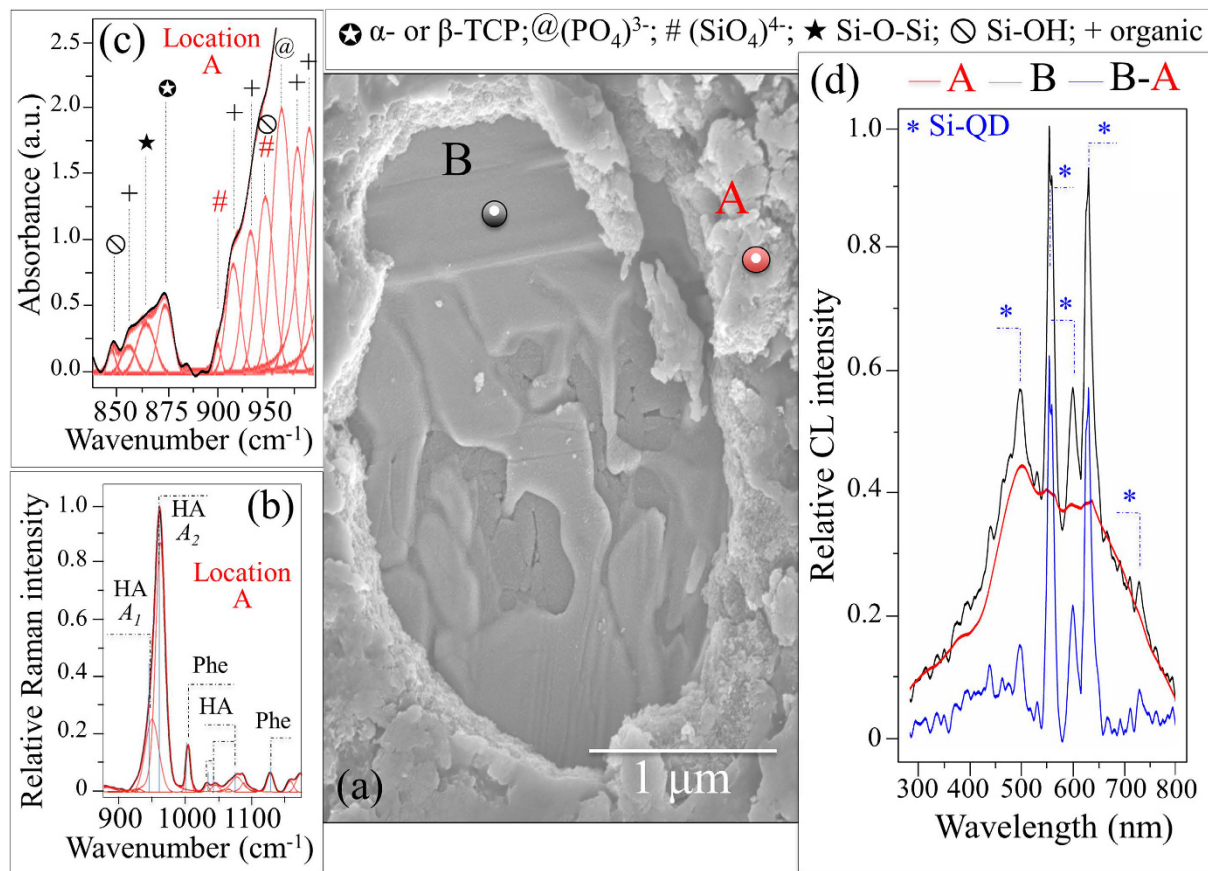 ✪ α- or β-TCP; @(PO₄)³⁻; # (SiO₄)⁴⁻; ★ Si-O-Si; ⦸ Si-OH; + organic
(c)
Location
A
@
+
+
+
+
+
★
✪
⦸
⦸
#
#
2.5
2.0
1.5
1.0
0.5
0.0
Absorbance (a.u.)
850 875 900 950
Wavenumber (cm⁻¹)
(b)
HA
A₂
HA
A₁
Location
A
Phe
HA
Phe
1.0
0.8
0.6
0.4
0.2
0
Relative Raman intensity
900 1000 1100
Wavenumber (cm⁻¹)
B
A
(a)
1 μm
(d)
A B B-A
* Si-QD
*
*
*
*
*
1.0
0.8
0.6
0.4
0.2
0
Relative CL intensity
300 400 500 600 700 800
Wavelength (nm)